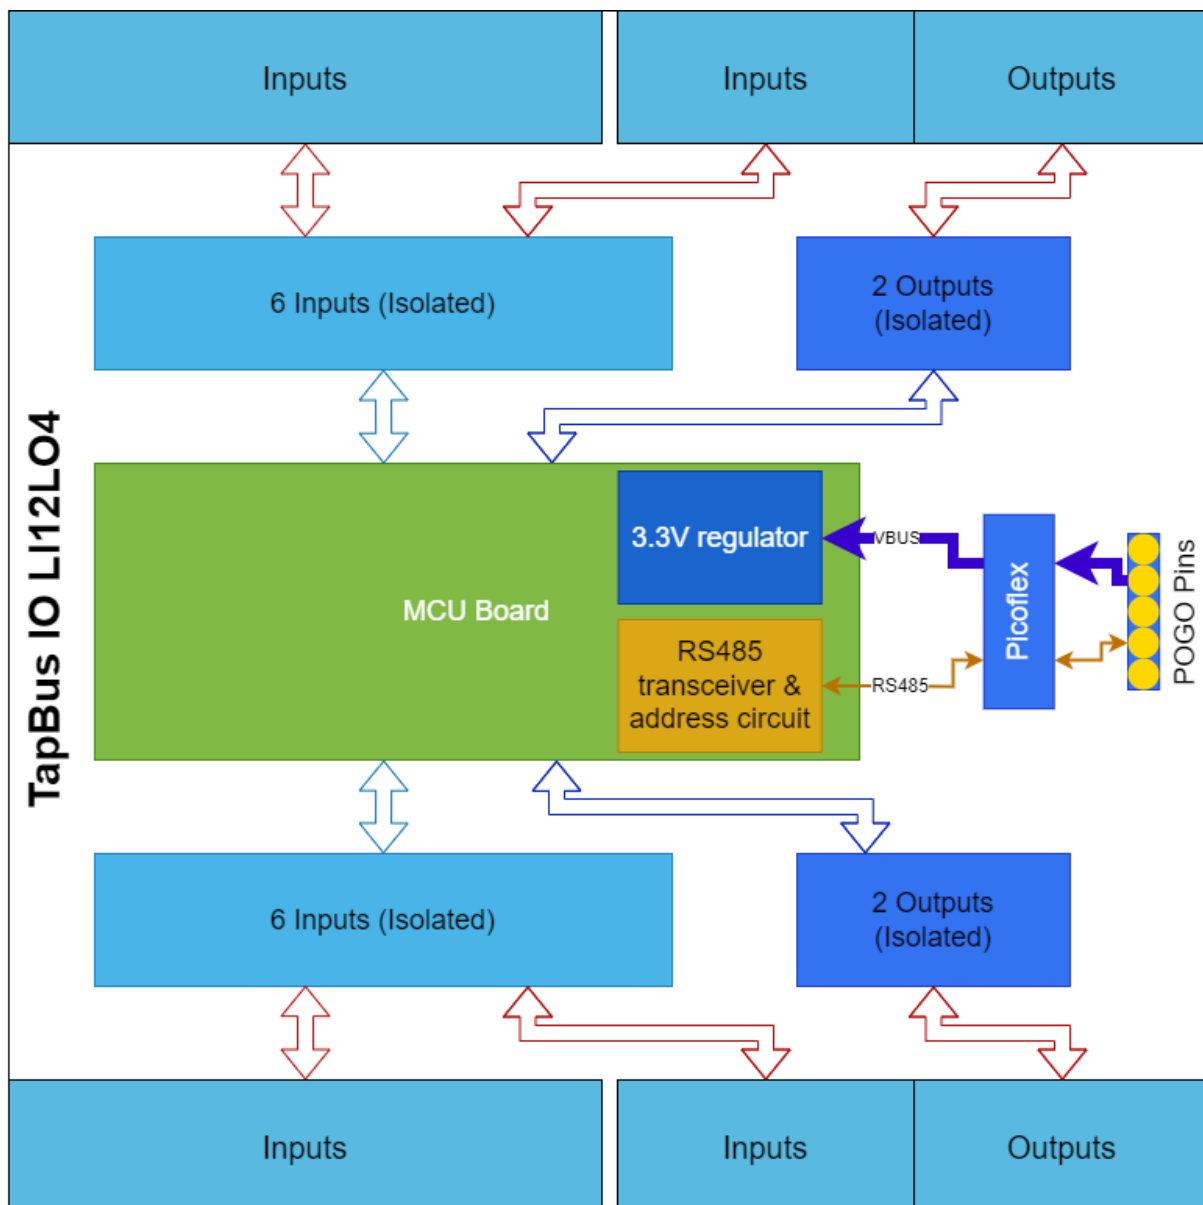 Inputs
Inputs
Outputs
6 Inputs (Isolated)
2 Outputs
(Isolated)
TapBus IO LI12LO4
MCU Board
3.3V regulator
VBUS
RS485
transceiver &
address circuit
RS485
Picoflex
POGO Pins
6 Inputs (Isolated)
2 Outputs
(Isolated)
Inputs
Inputs
Outputs